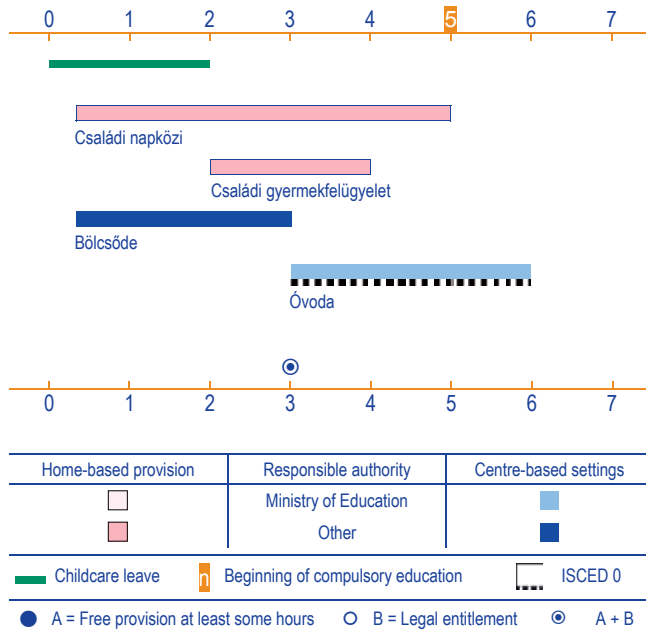 0 1 2 3 4 5 6 7
Családi napközi
Családi gyermekfelügyelet
Bölcsőde
Óvoda
0 1 2 3 4 5 6 7
Home-based provision Responsible authority Centre-based settings
Ministry of Education
Other
Childcare leave n Beginning of compulsory education ISCED 0
A = Free provision at least some hours B = Legal entitlement A + B